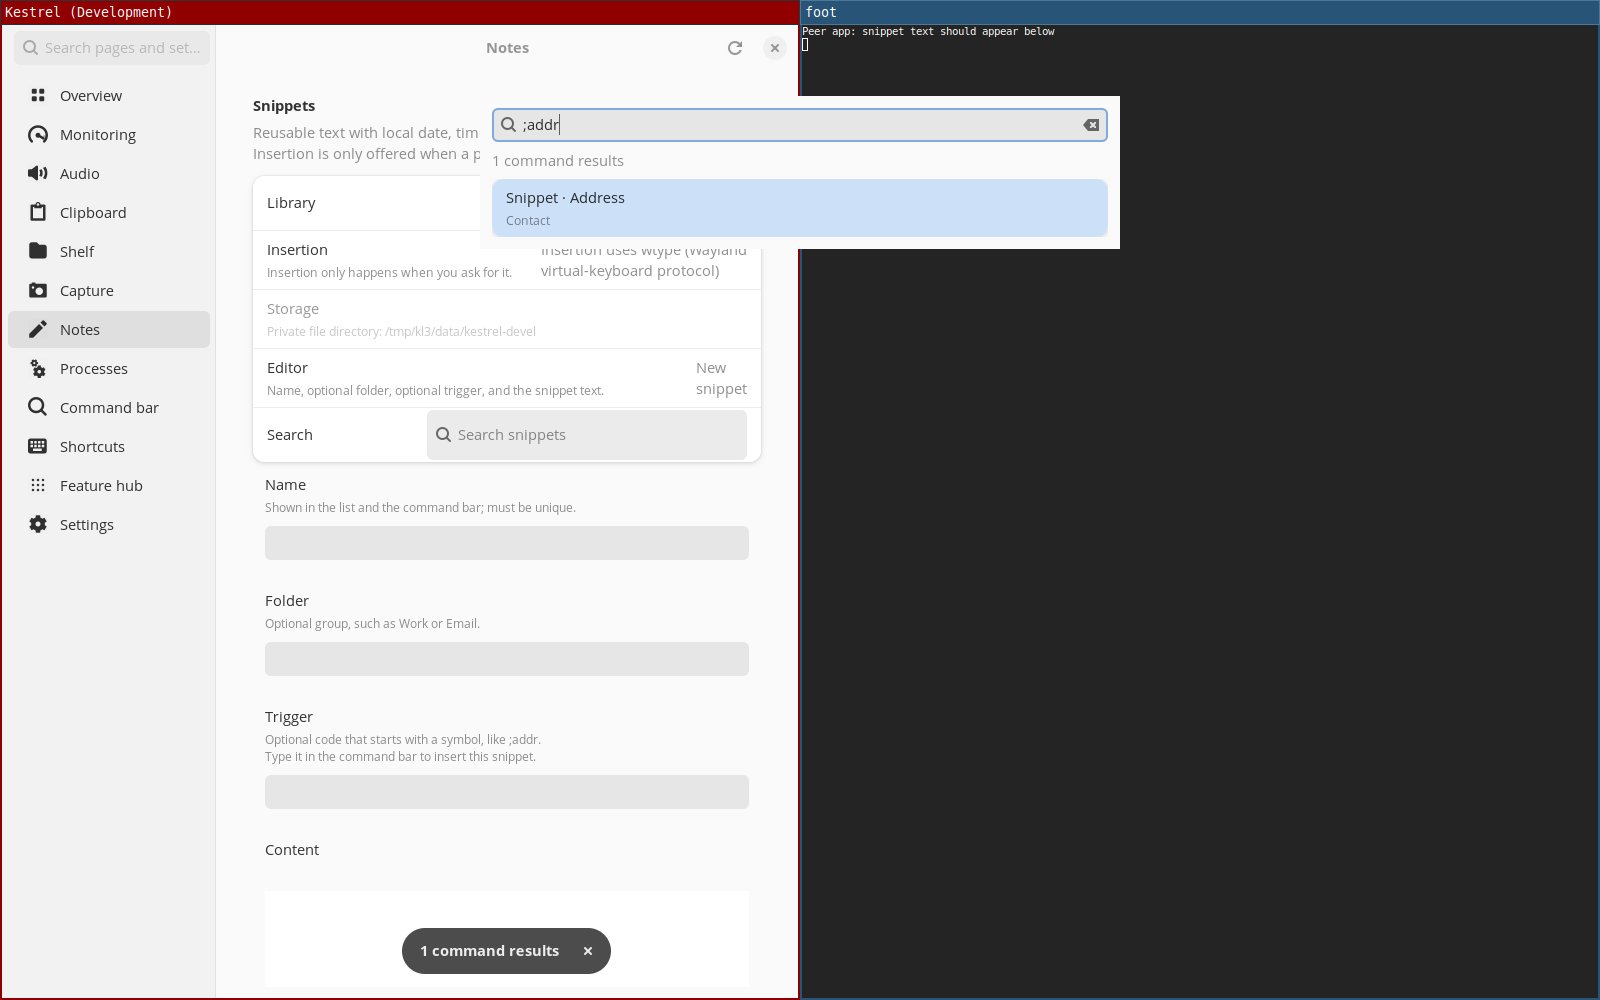 Kestrel (Development)
foot
Search pages and set...
Overview
Monitoring
Audio
Clipboard
Shelf
Capture
Notes
Processes
Command bar
Shortcuts
Feature hub
Settings
Notes
Snippets
Reusable text with local date, tim
Insertion is only offered when a p
Library
Insertion
Insertion only happens when you ask for it.
Insertion uses wtype (Wayland
virtual-keyboard protocol)
Storage
Private file directory: /tmp/kl3/data/kestrel-devel
Editor
Name, optional folder, optional trigger, and the snippet text.
New
snippet
Search
Search snippets
Name
Shown in the list and the command bar; must be unique.
Folder
Optional group, such as Work or Email.
Trigger
Optional code that starts with a symbol, like ;addr.
Type it in the command bar to insert this snippet.
Content
1 command results
;addr
1 command results
Snippet · Address
Contact
Peer app: snippet text should appear below